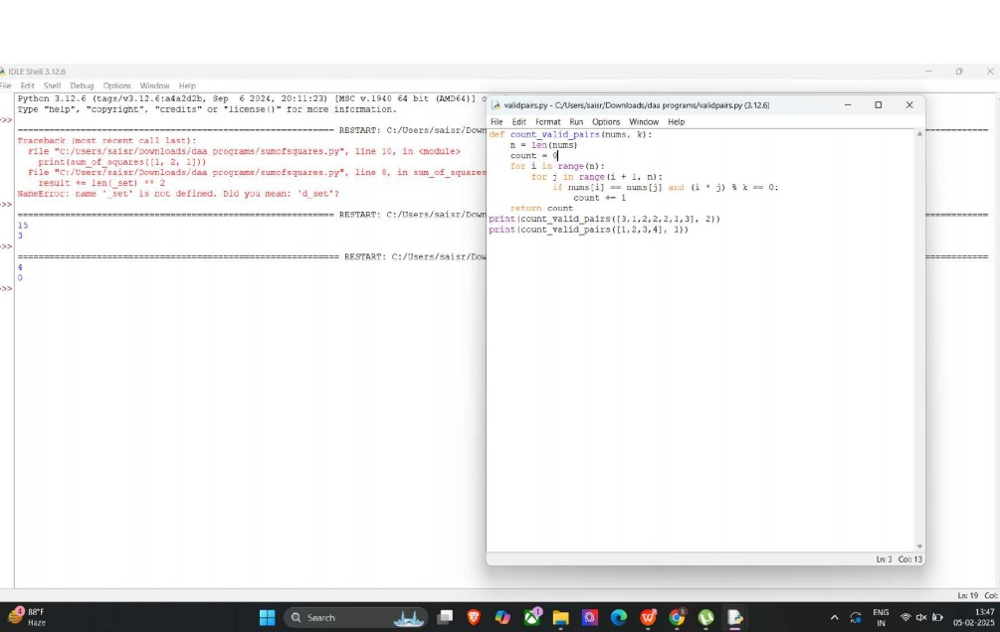 IDLE Shell 3.12.6
File Edit Shell Debug Options Window Help
Python 3.12.6 (tags/v3.12.6:a4a2d2b, Sep 6 2024, 20:11:23) [MSC v.1940 64 bit (AMD64)]
Type "help", "copyright", "credits" or "license()" for more information.
>>>
= RESTART: C:/Users/saisr/Down
Traceback (most recent call last):
File "C:/Users/saisr/Downloads/daa programs/sumofsquares.py", line 10, in <module>
print(sum_of_squares([1, 2, 1]))
File "C:/Users/saisr/Downloads/daa programs/sumofsquares.py", line 8, in sum_of_squares
result += len(_set) ** 2
NameError: name '_set' is not defined. Did you mean: 'd_set'?
>>>
= RESTART: C:/Users/saisr/Down
15
3
>>>
= RESTART: C:/Users/saisr/Dow
4
0
>>>
validpairs.py - C:/Users/saisr/Downloads/daa programs/validpairs.py (3.12.6)
File Edit Format Run Options Window Help
def count_valid_pairs(nums, k):
n = len(nums)
count = 0
for i in range(n):
for j in range(i + 1, n):
if nums[i] == nums[j] and (i * j) % k == 0:
count += 1
return count
print(count_valid_pairs([3,1,2,2,2,1,3], 2))
print(count_valid_pairs([1,2,3,4], 1))
Ln: 3 Col: 13
Ln: 19 Col:
4
88°F
Haze
Search
1
ENG
IN
13:47
05-02-2025